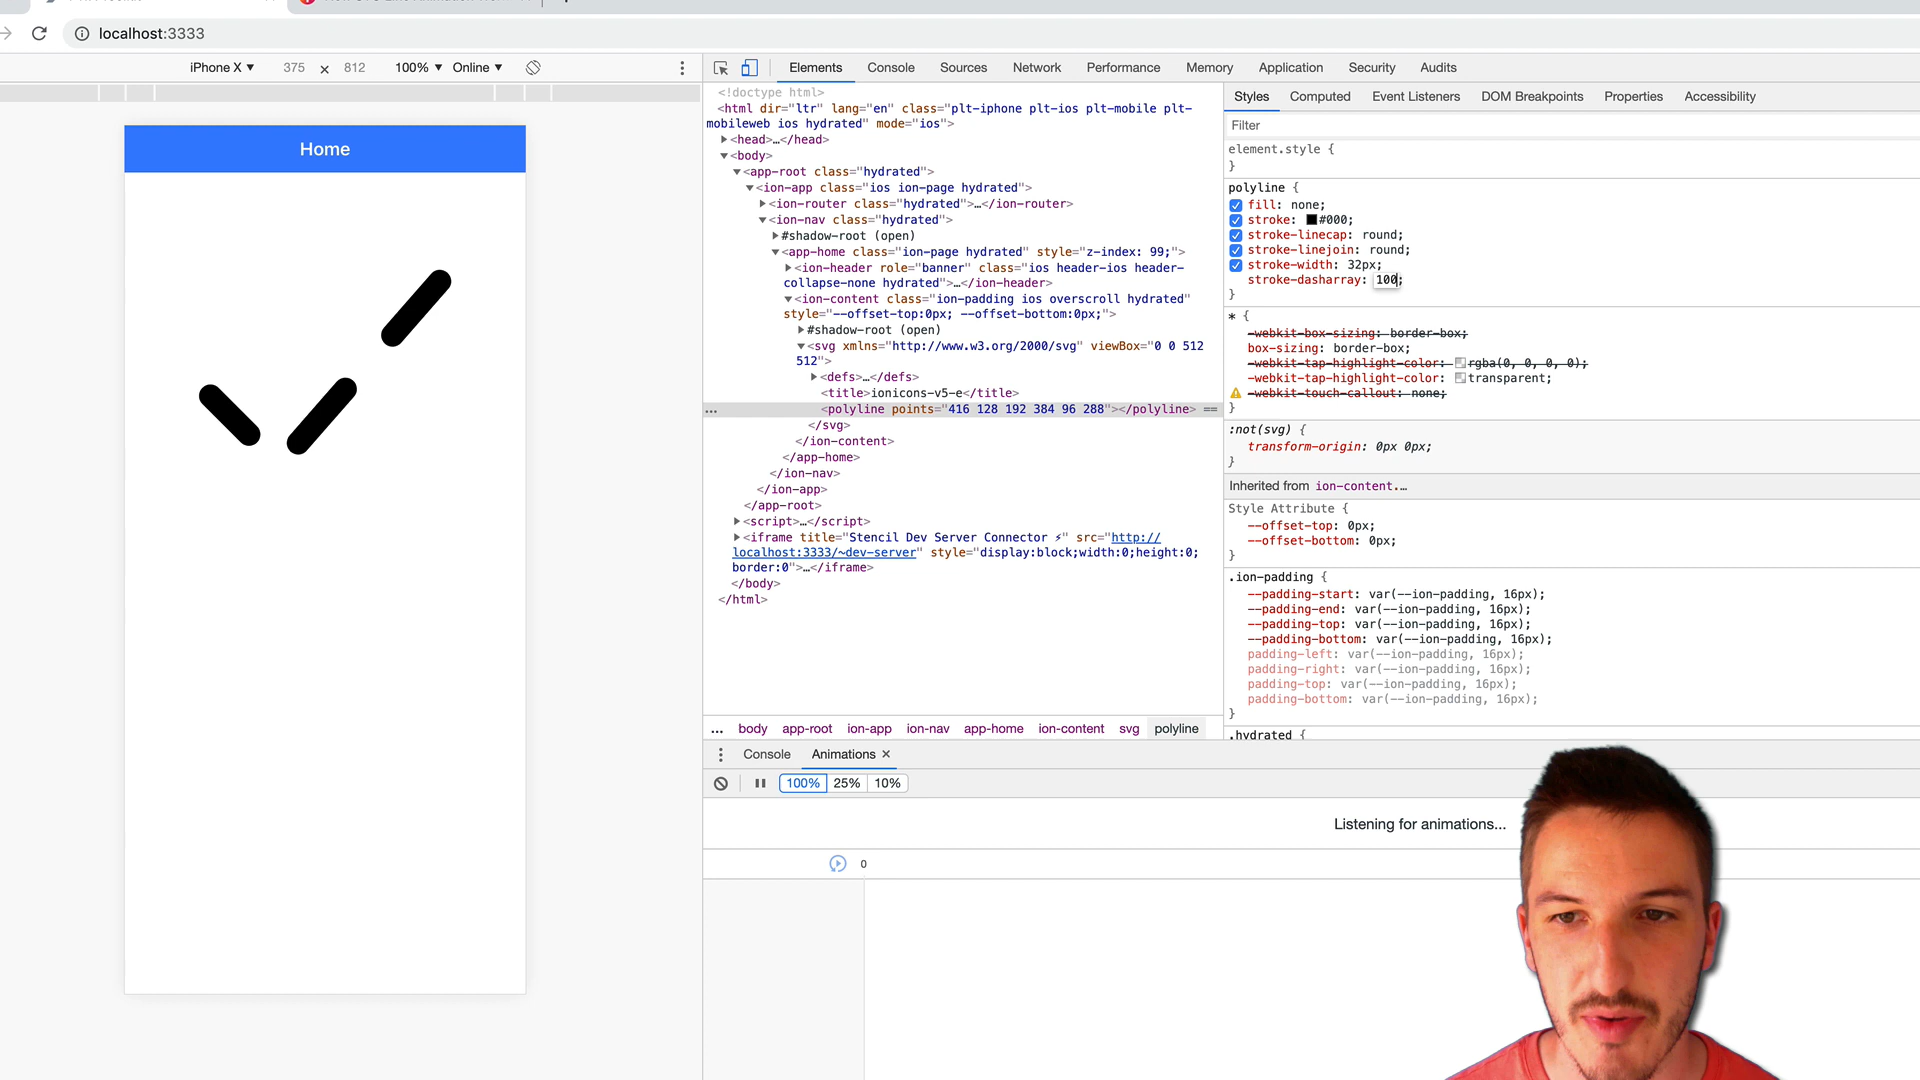 localhost:3333
iPhone X ▼ 375 × 812 100% ▼ Online ▼
Elements Console Sources Network Performance Memory Application Security Audits
Home
<!doctype html>
<html dir="ltr" lang="en" class="plt-iphone plt-ios plt-mobile plt-
mobileweb ios hydrated" mode="ios">
▶<head>…</head>
▼<body>
▼<app-root class="hydrated">
▼<ion-app class="ios ion-page hydrated">
▶<ion-router class="hydrated">…</ion-router>
▼<ion-nav class="hydrated">
▶#shadow-root (open)
▼<app-home class="ion-page hydrated" style="z-index: 99;">
▶<ion-header role="banner" class="ios header-ios header-
collapse-none hydrated">…</ion-header>
▼<ion-content class="ion-padding ios overscroll hydrated"
style="--offset-top:0px; --offset-bottom:0px;">
▶#shadow-root (open)
▼<svg xmlns="http://www.w3.org/2000/svg" viewBox="0 0 512
512">
▶<defs>…</defs>
<title>ionicons-v5-e</title>
… <polyline points="416 128 192 384 96 288"></polyline> ==
</svg>
</ion-content>
</app-home>
</ion-nav>
</ion-app>
</app-root>
▶<script>…</script>
▶<iframe title="Stencil Dev Server Connector ⚡" src="http://
localhost:3333/~dev-server" style="display:block;width:0;height:0;
border:0">…</iframe>
</body>
</html>
… body app-root ion-app ion-nav app-home ion-content svg polyline
Styles Computed Event Listeners DOM Breakpoints Properties Accessibility
Filter
element.style {
}
polyline {
fill: none;
stroke: #000;
stroke-linecap: round;
stroke-linejoin: round;
stroke-width: 32px;
stroke-dasharray: 100;
}
* {
-webkit-box-sizing: border-box;
box-sizing: border-box;
-webkit-tap-highlight-color: rgba(0, 0, 0, 0);
-webkit-tap-highlight-color: transparent;
-webkit-touch-callout: none;
}
:not(svg) {
transform-origin: 0px 0px;
}
Inherited from ion-content.…
Style Attribute {
--offset-top: 0px;
--offset-bottom: 0px;
}
.ion-padding {
--padding-start: var(--ion-padding, 16px);
--padding-end: var(--ion-padding, 16px);
--padding-top: var(--ion-padding, 16px);
--padding-bottom: var(--ion-padding, 16px);
padding-left: var(--ion-padding, 16px);
padding-right: var(--ion-padding, 16px);
padding-top: var(--ion-padding, 16px);
padding-bottom: var(--ion-padding, 16px);
}
.hydrated {
Console Animations ×
100% 25% 10%
Listening for animations...
0